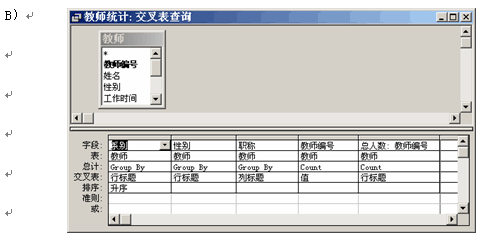 B)
教师统计: 交叉表查询
教师
*
教师编号
姓名
性别
工作时间
字段: 系别 性别 职称 教师编号 总人数: 教师编号
表: 教师 教师 教师 教师 教师
总计: Group By Group By Group By Count Count
交叉表: 行标题 行标题 列标题 值 行标题
排序: 升序
准则:
或: